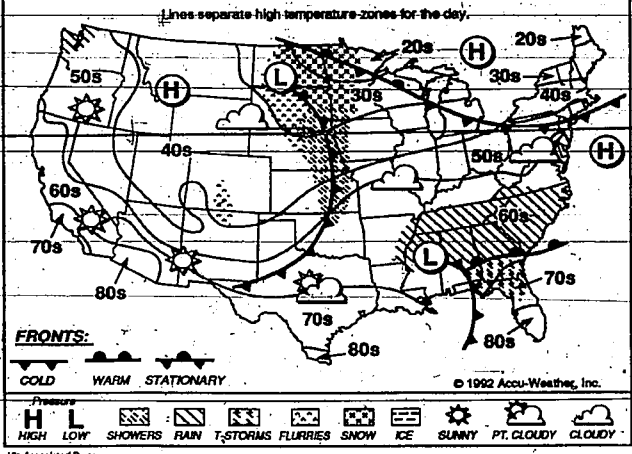 Lines separate high temperature zones for the day.
20s
H
20s
50s
L
30s
H
30s
40s
40s
50s
H
60s
60s
70s
L
80s
70s
70s
80s
80s
FRONTS:
COLD WARM STATIONARY
© 1992 Accu-Weather, Inc.
Pressure
H L
HIGH LOW SHOWERS RAIN T-STORMS FLURRIES SNOW ICE SUNNY PT. CLOUDY CLOUDY